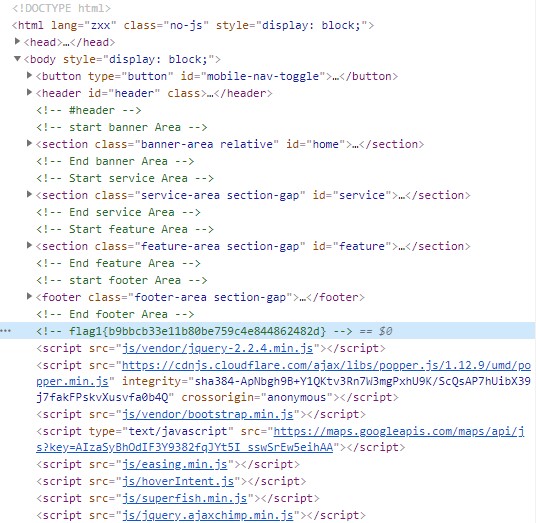 <!DOCTYPE html>
<html lang="zxx" class="no-js" style="display: block;">
<head>…</head>
<body style="display: block;">
<button type="button" id="mobile-nav-toggle">…</button>
<header id="header" class>…</header>
<!-- #header -->
<!-- start banner Area -->
<section class="banner-area relative" id="home">…</section>
<!-- End banner Area -->
<!-- Start service Area -->
<section class="service-area section-gap" id="service">…</section>
<!-- End service Area -->
<!-- Start feature Area -->
<section class="feature-area section-gap" id="feature">…</section>
<!-- End feature Area -->
<!-- start footer Area -->
<footer class="footer-area section-gap">…</footer>
<!-- End footer Area -->
<!-- flag1{b9bbcb33e11b80be759c4e844862482d} --> == $0
<script src="js/vendor/jquery-2.2.4.min.js"></script>
<script src="https://cdnjs.cloudflare.com/ajax/libs/popper.js/1.12.9/umd/po
pper.min.js" integrity="sha384-ApNbgh9B+Y1QKtv3Rn7W3mgPxhU9K/ScQsAP7hUibX39
j7fakFPskvXusvfa0b4Q" crossorigin="anonymous"></script>
<script src="js/vendor/bootstrap.min.js"></script>
<script type="text/javascript" src="https://maps.googleapis.com/maps/api/j
s?key=AIzaSyBhOdIF3Y9382fqJYt5I_sswSrEw5eihAA"></script>
<script src="js/easing.min.js"></script>
<script src="js/hoverIntent.js"></script>
<script src="js/superfish.min.js"></script>
<script src="js/jquery.ajaxchimp.min.js"></script>